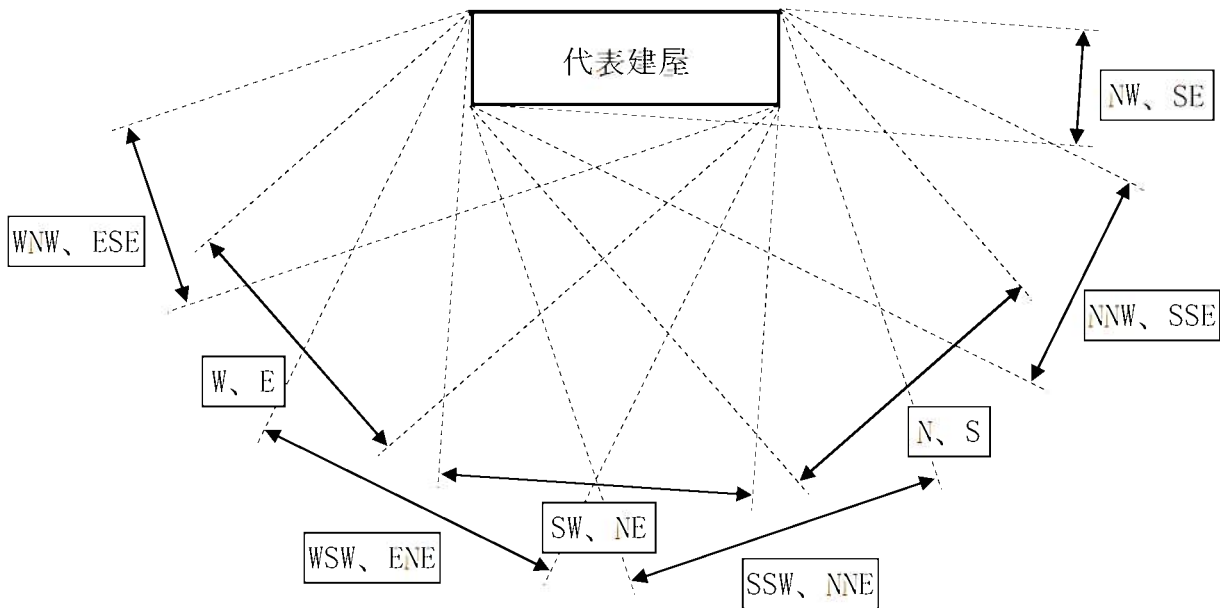 代表建屋
NW、SE
WNW、ESE
NNW、SSE
W、E
N、S
SW、NE
WSW、ENE
SSW、NNE